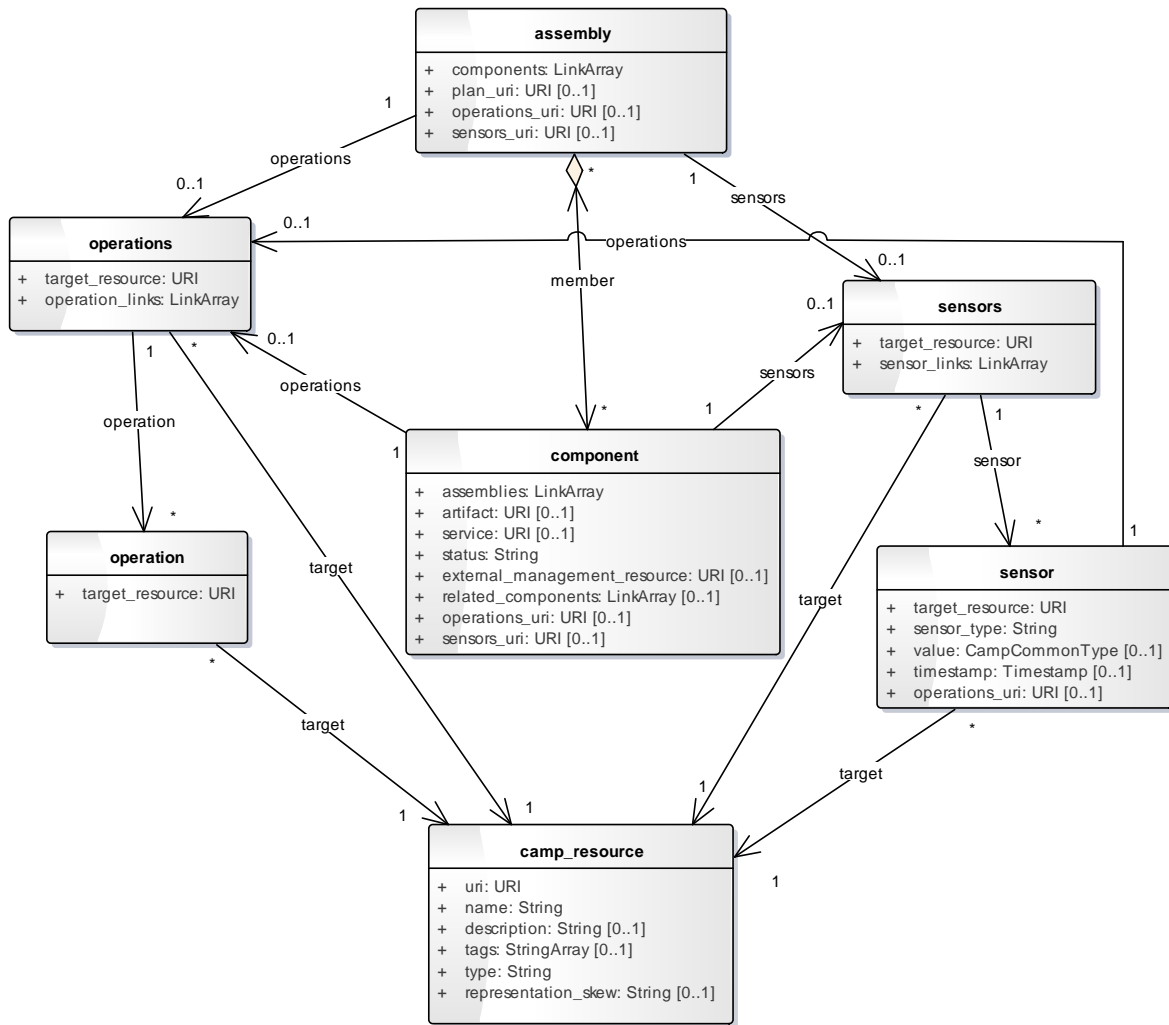 assembly
+ components: LinkArray
+ plan_uri: URI [0..1]
+ operations_uri: URI [0..1]
+ sensors_uri: URI [0..1]
1
operations
0..1
*
1
sensors
0..1
operations
+ target_resource: URI
+ operation_links: LinkArray
0..1
operations
member
0..1
sensors
+ target_resource: URI
+ sensor_links: LinkArray
1
*
0..1
operations
1
operation
*
sensors
1
*
*
1
sensor
*
1
component
+ assemblies: LinkArray
+ artifact: URI [0..1]
+ service: URI [0..1]
+ status: String
+ external_management_resource: URI [0..1]
+ related_components: LinkArray [0..1]
+ operations_uri: URI [0..1]
+ sensors_uri: URI [0..1]
operation
+ target_resource: URI
*
target
target
target
sensor
+ target_resource: URI
+ sensor_type: String
+ value: CampCommonType [0..1]
+ timestamp: Timestamp [0..1]
+ operations_uri: URI [0..1]
*
target
1
1
1
1
camp_resource
+ uri: URI
+ name: String
+ description: String [0..1]
+ tags: StringArray [0..1]
+ type: String
+ representation_skew: String [0..1]